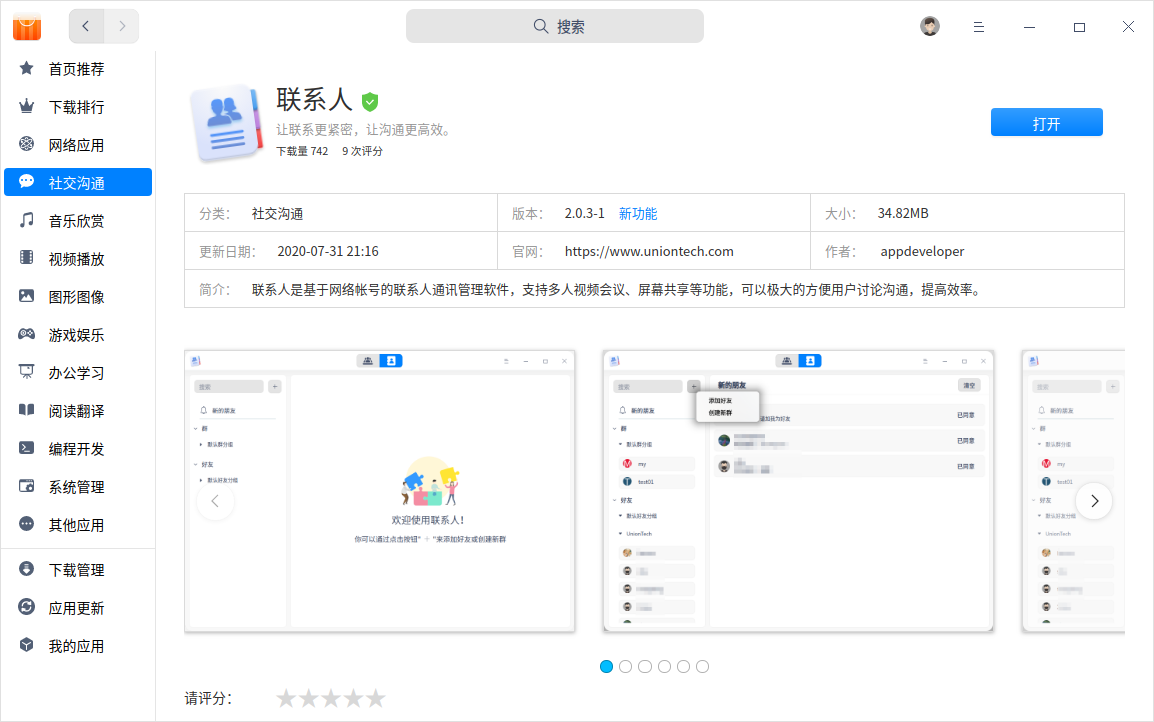 搜索
首页推荐
下载排行
网络应用
社交沟通
音乐欣赏
视频播放
图形图像
游戏娱乐
办公学习
阅读翻译
编程开发
系统管理
其他应用
下载管理
应用更新
我的应用
联系人
让联系更紧密，让沟通更高效。
下载量 742 9 次评分
打开
分类： 社交沟通 版本： 2.0.3-1 新功能 大小： 34.82MB
更新日期： 2020-07-31 21:16 官网： https://www.uniontech.com 作者： appdeveloper
简介： 联系人是基于网络帐号的联系人通讯管理软件，支持多人视频会议、屏幕共享等功能，可以极大的方便用户讨论沟通，提高效率。
搜索
新的朋友
群
默认群分组
好友
默认好友分组
欢迎使用联系人！
你可以通过点击按钮" + "来添加好友或创建新群
搜索
新的朋友
群
默认群分组
my
test01
好友
默认好友分组
UnionTech
新的朋友
清空
添加好友
创建新群
添加我为好友
已同意
已同意
已同意
搜索
新的朋友
群
默认群分组
my
test01
好友
默认好友分组
UnionTech
请评分：